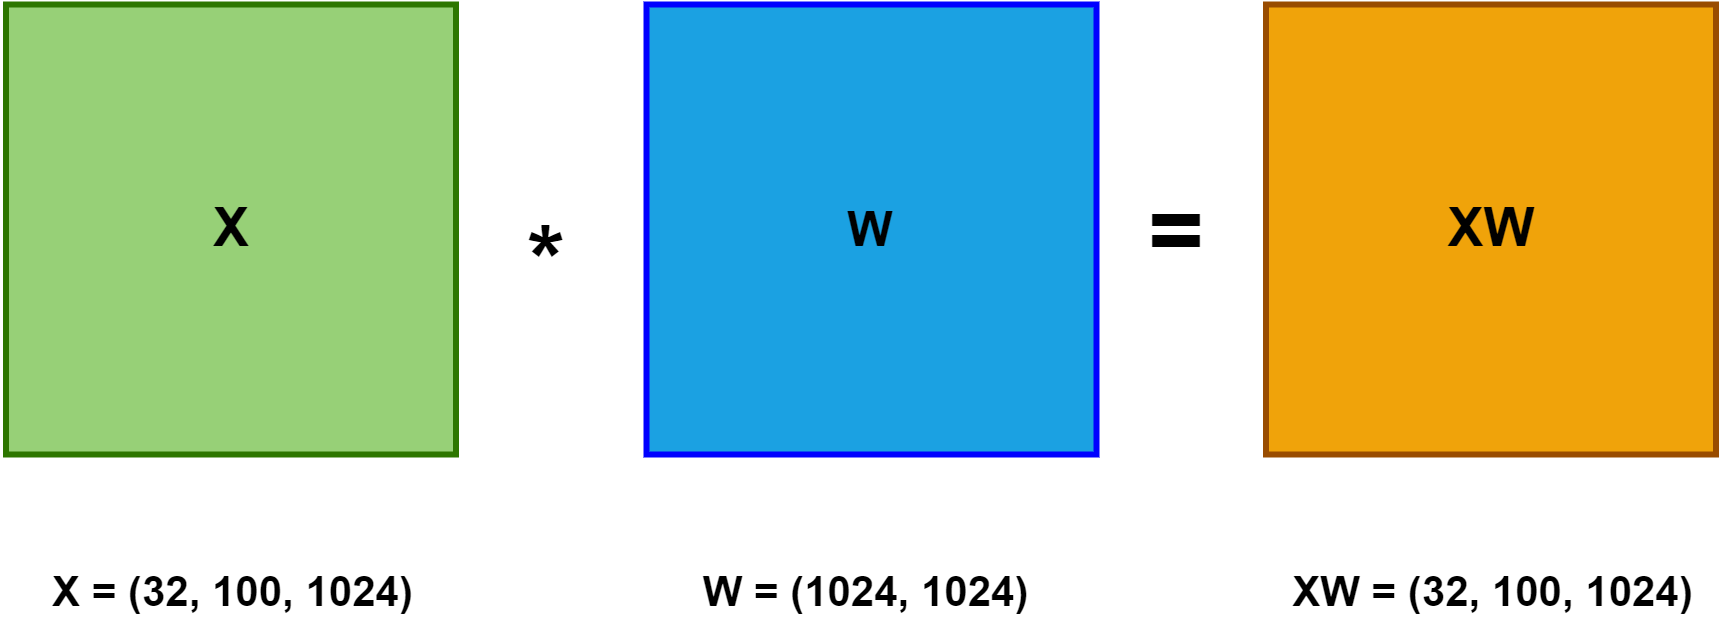 X * W = XW
X = (32, 100, 1024) W = (1024, 1024) XW = (32, 100, 1024)